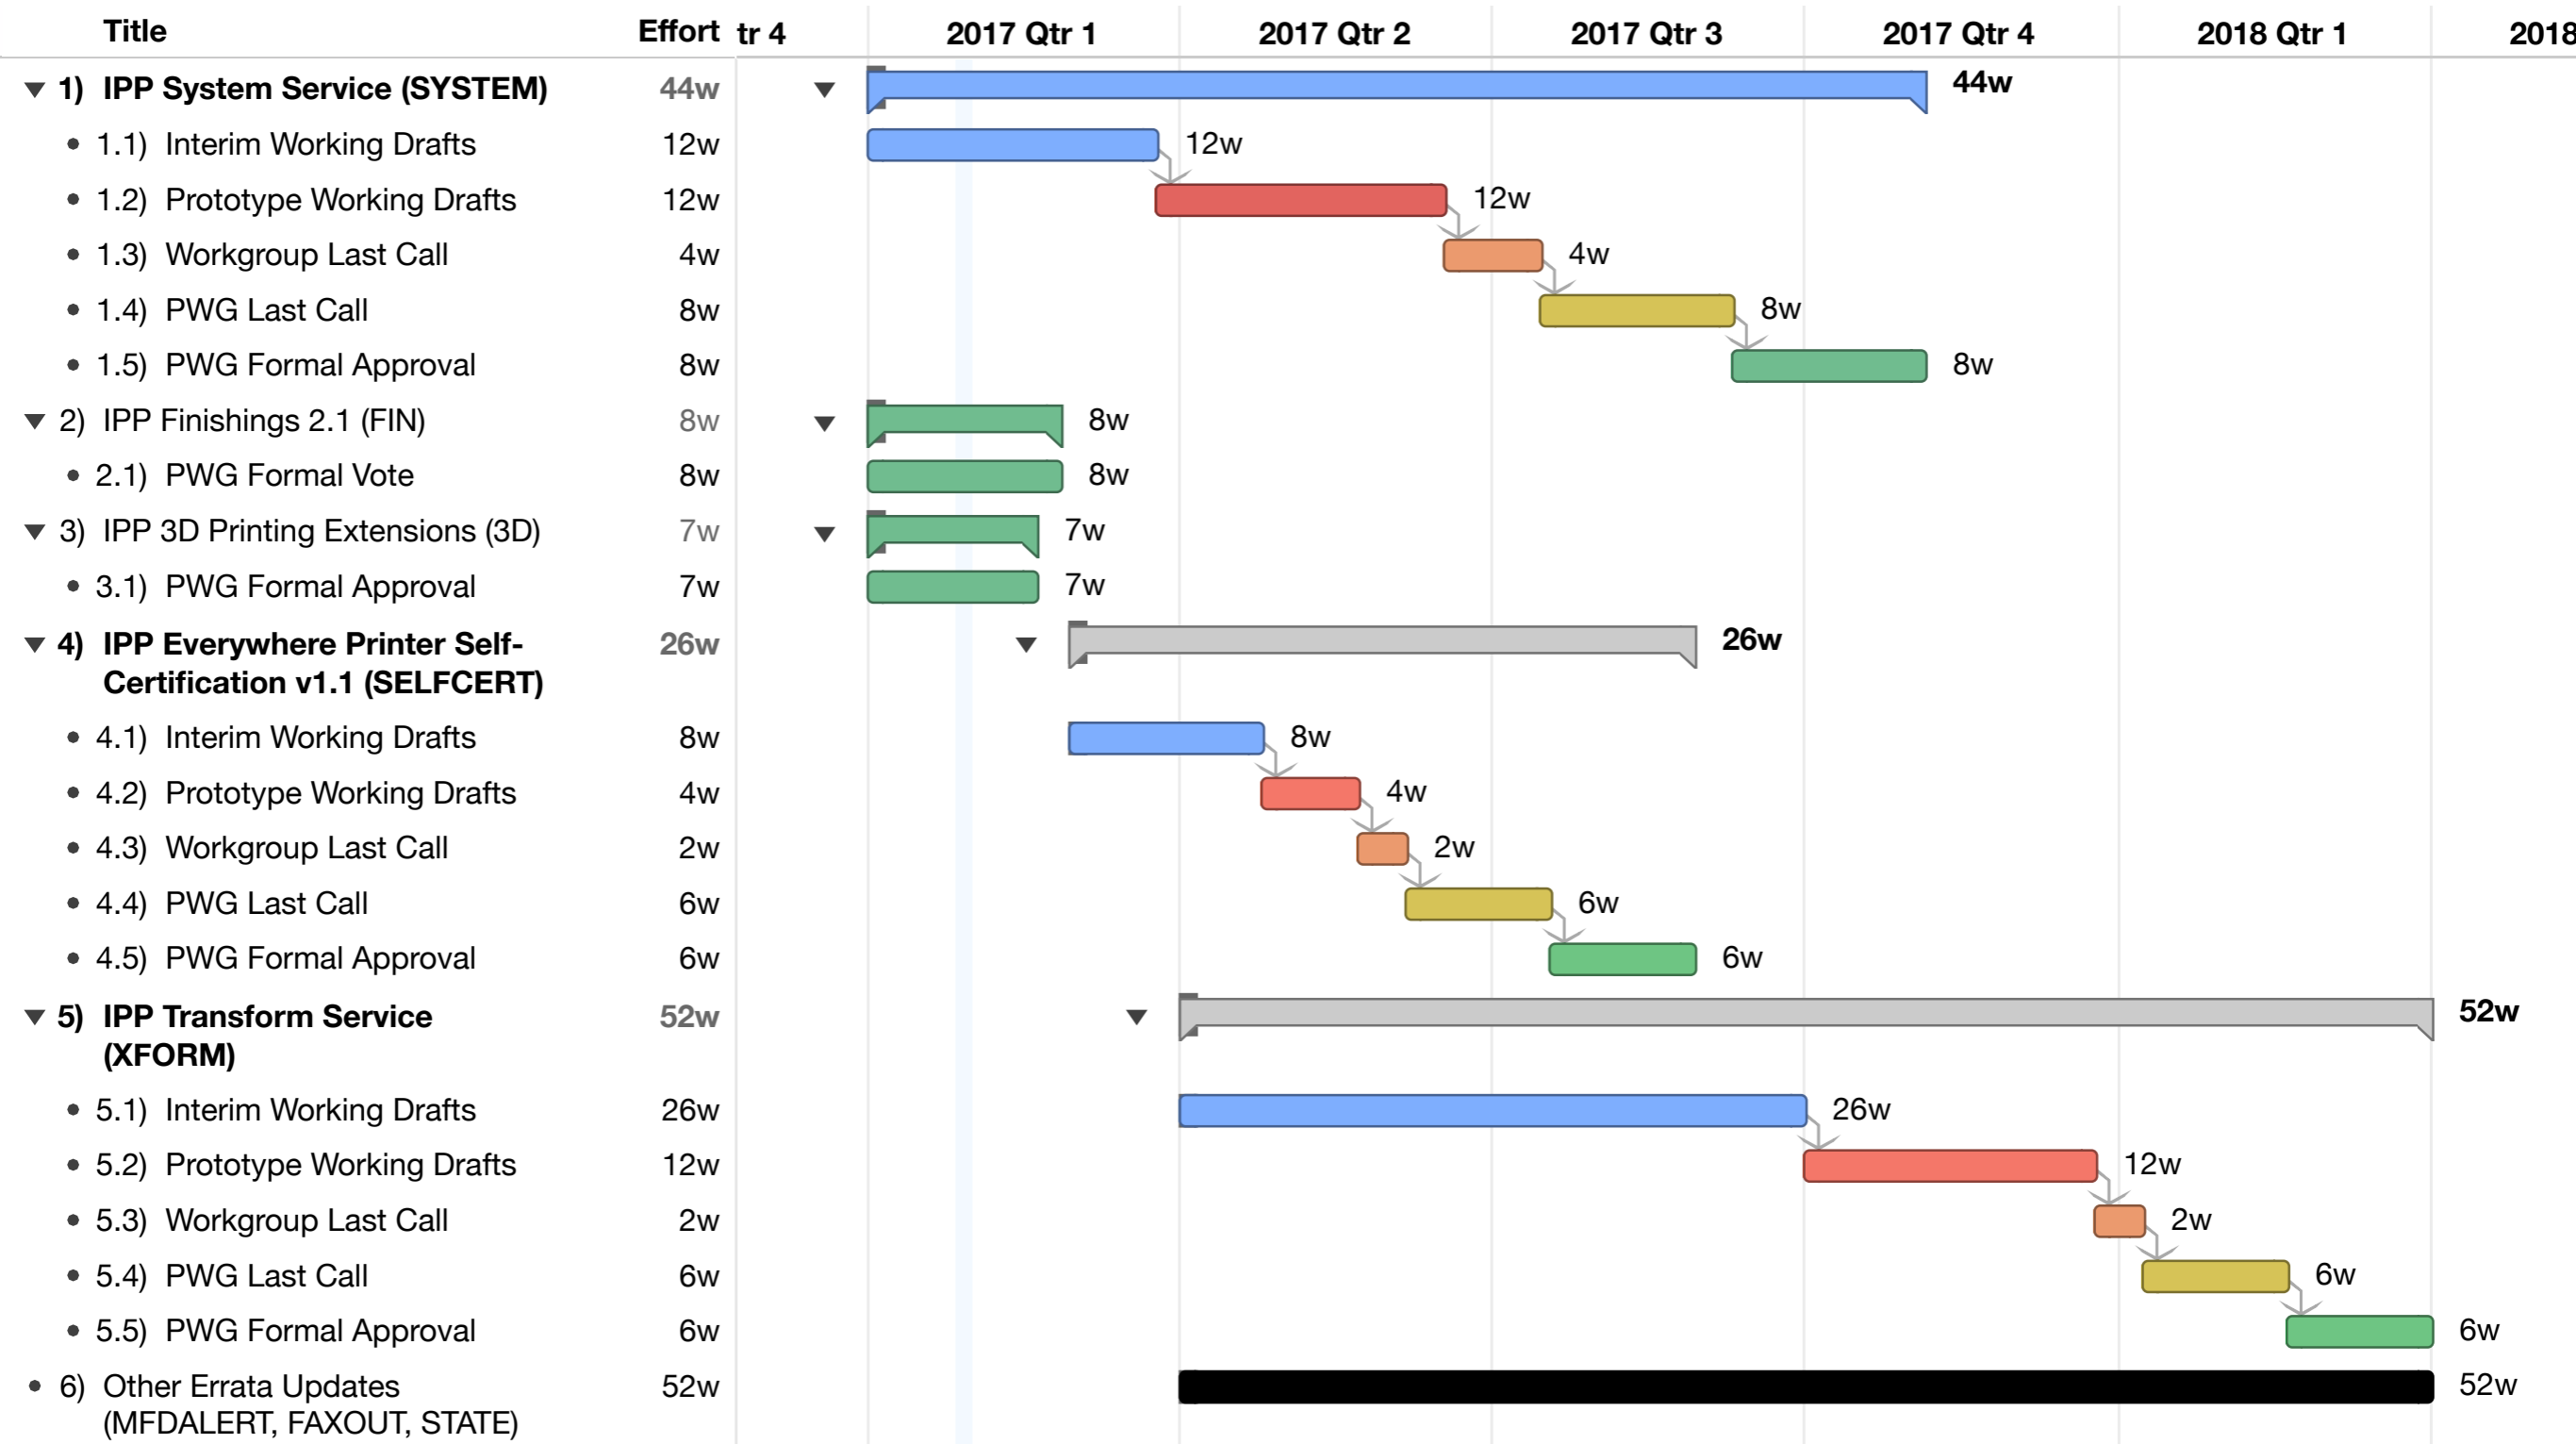 Title Effort tr 4 2017 Qtr 1 2017 Qtr 2 2017 Qtr 3 2017 Qtr 4 2018 Qtr 1 2018
1) IPP System Service (SYSTEM) 44w 44w
• 1.1) Interim Working Drafts 12w 12w
• 1.2) Prototype Working Drafts 12w 12w
• 1.3) Workgroup Last Call 4w 4w
• 1.4) PWG Last Call 8w 8w
• 1.5) PWG Formal Approval 8w 8w
2) IPP Finishings 2.1 (FIN) 8w 8w
• 2.1) PWG Formal Vote 8w 8w
3) IPP 3D Printing Extensions (3D) 7w 7w
• 3.1) PWG Formal Approval 7w 7w
4) IPP Everywhere Printer Self- 26w 26w
Certification v1.1 (SELFCERT)
• 4.1) Interim Working Drafts 8w 8w
• 4.2) Prototype Working Drafts 4w 4w
• 4.3) Workgroup Last Call 2w 2w
• 4.4) PWG Last Call 6w 6w
• 4.5) PWG Formal Approval 6w 6w
5) IPP Transform Service 52w 52w
(XFORM)
• 5.1) Interim Working Drafts 26w 26w
• 5.2) Prototype Working Drafts 12w 12w
• 5.3) Workgroup Last Call 2w 2w
• 5.4) PWG Last Call 6w 6w
• 5.5) PWG Formal Approval 6w 6w
• 6) Other Errata Updates 52w 52w
(MFDALERT, FAXOUT, STATE)